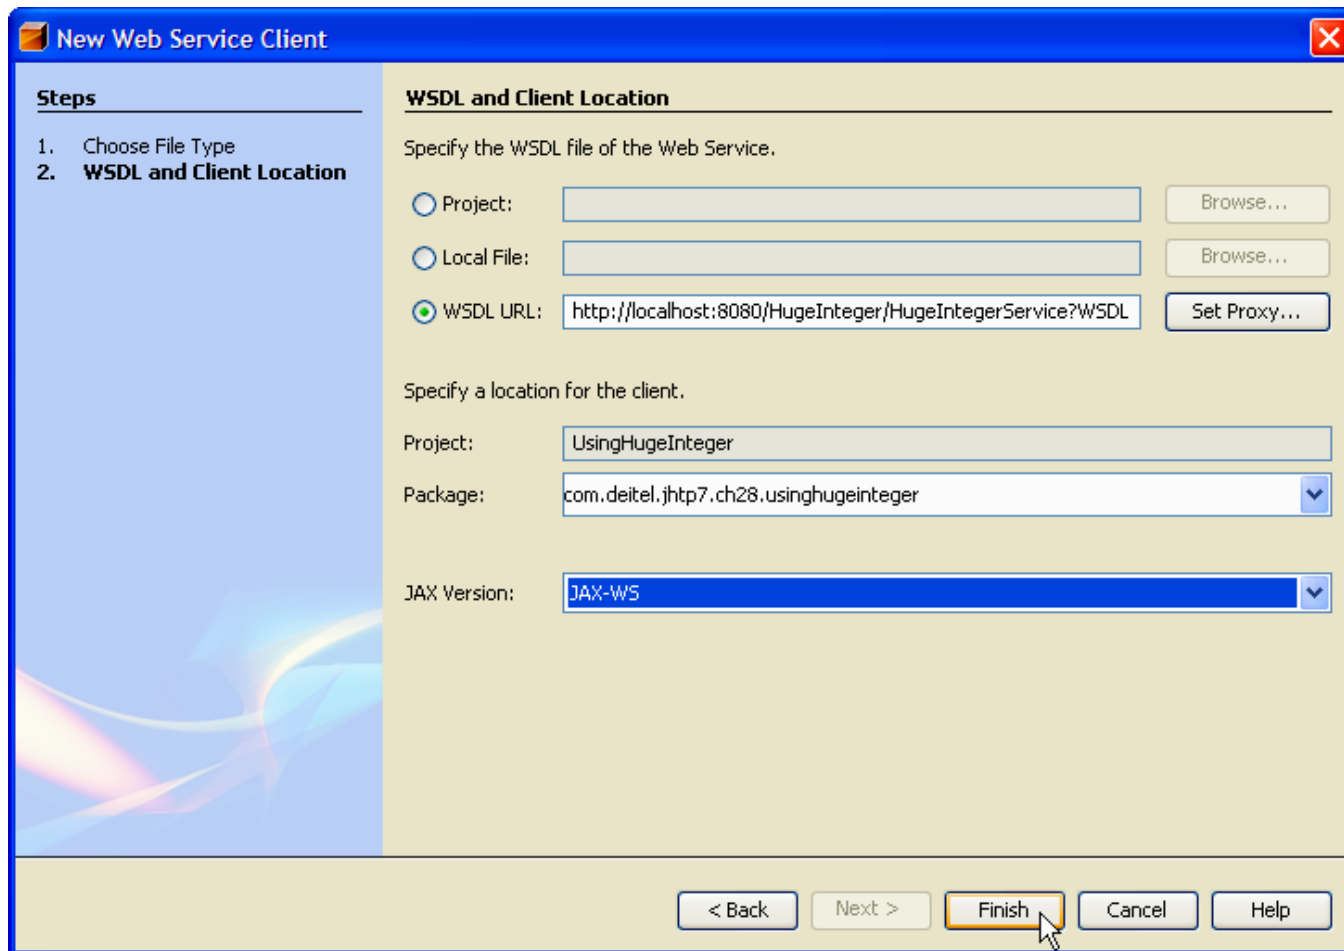 New Web Service Client
Steps
1. Choose File Type
2. WSDL and Client Location
WSDL and Client Location
Specify the WSDL file of the Web Service.
Project: Browse...
Local File: Browse...
WSDL URL: http://localhost:8080/HugeInteger/HugeIntegerService?WSDL Set Proxy...
Specify a location for the client.
Project: UsingHugeInteger
Package: com.deitel.jhtp7.ch28.usinghugeinteger
JAX Version: JAX-WS
< Back Next > Finish Cancel Help